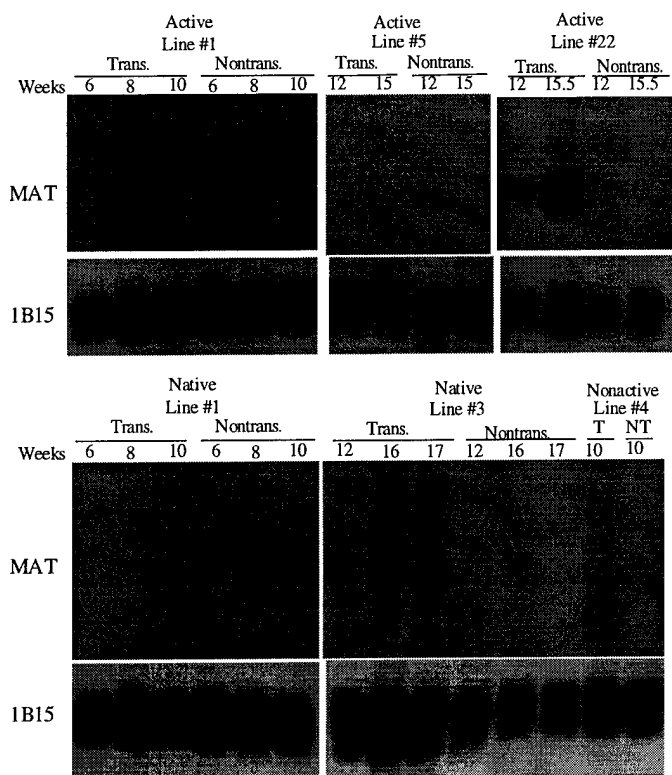 Active Active Active
Line #1 Line #5 Line #22
Trans. Nontrans. Trans. Nontrans. Trans. Nontrans.
Weeks 6 8 10 6 8 10 12 15 12 15 12 15.5 12 15.5
MAT
1B15
Native Native Nonactive
Line #1 Line #3 Line #4
Trans. Nontrans. Trans. Nontrans. T NT
Weeks 6 8 10 6 8 10 12 16 17 12 16 17 10 10
MAT
1B15